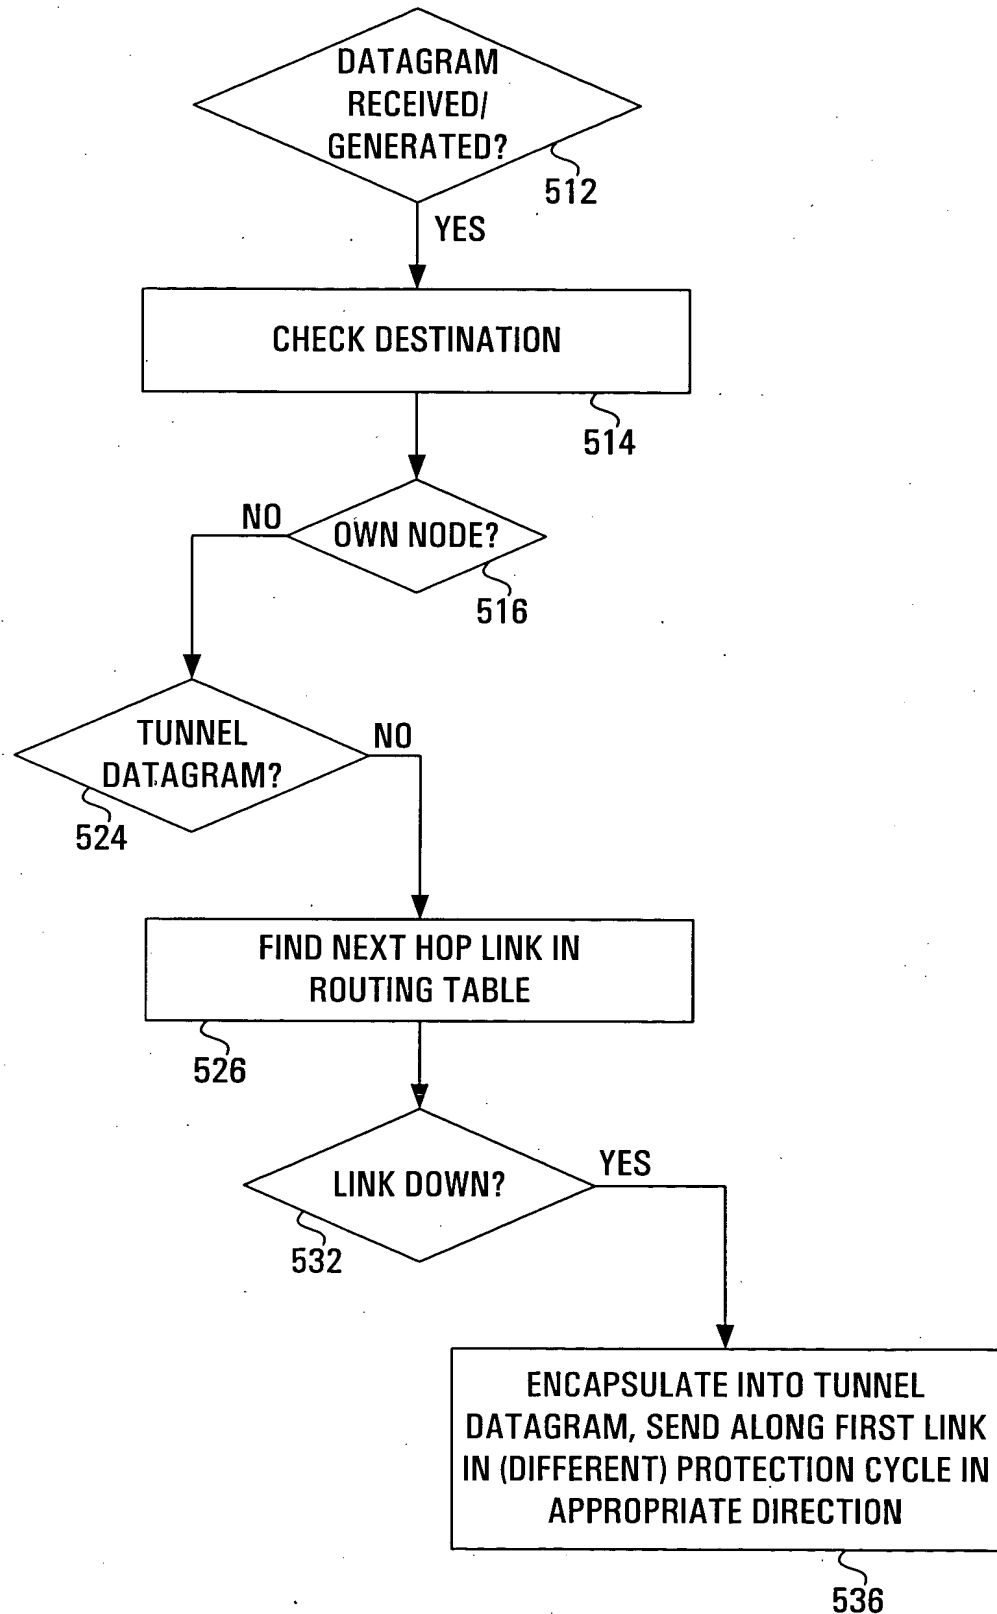 DATAGRAM
RECEIVED/
GENERATED?
512
YES
CHECK DESTINATION
514
NO
OWN NODE?
516
TUNNEL
DATAGRAM?
NO
524
FIND NEXT HOP LINK IN
ROUTING TABLE
526
LINK DOWN?
YES
532
ENCAPSULATE INTO TUNNEL
DATAGRAM, SEND ALONG FIRST LINK
IN (DIFFERENT) PROTECTION CYCLE IN
APPROPRIATE DIRECTION
536